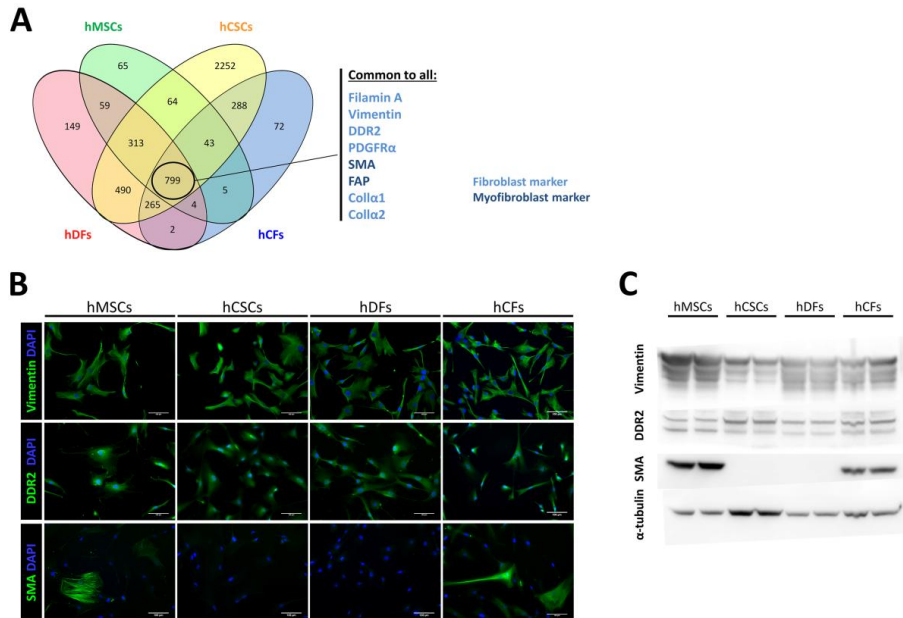 A
hMSCs
hCSCs
65
2252
59
64
288
149
72
313
43
490
799
5
265
4
2
hDFs
hCFs
Common to all:
Filamin A
Vimentin
DDR2
PDGFRα
SMA
FAP
Collα1
Collα2
Fibroblast marker
Myofibroblast marker
B
hMSCs hCSCs hDFs hCFs
Vimentin DAPI
DDR2 DAPI
SMA DAPI
C
hMSCs hCSCs hDFs hCFs
Vimentin
DDR2
SMA
α-tubulin